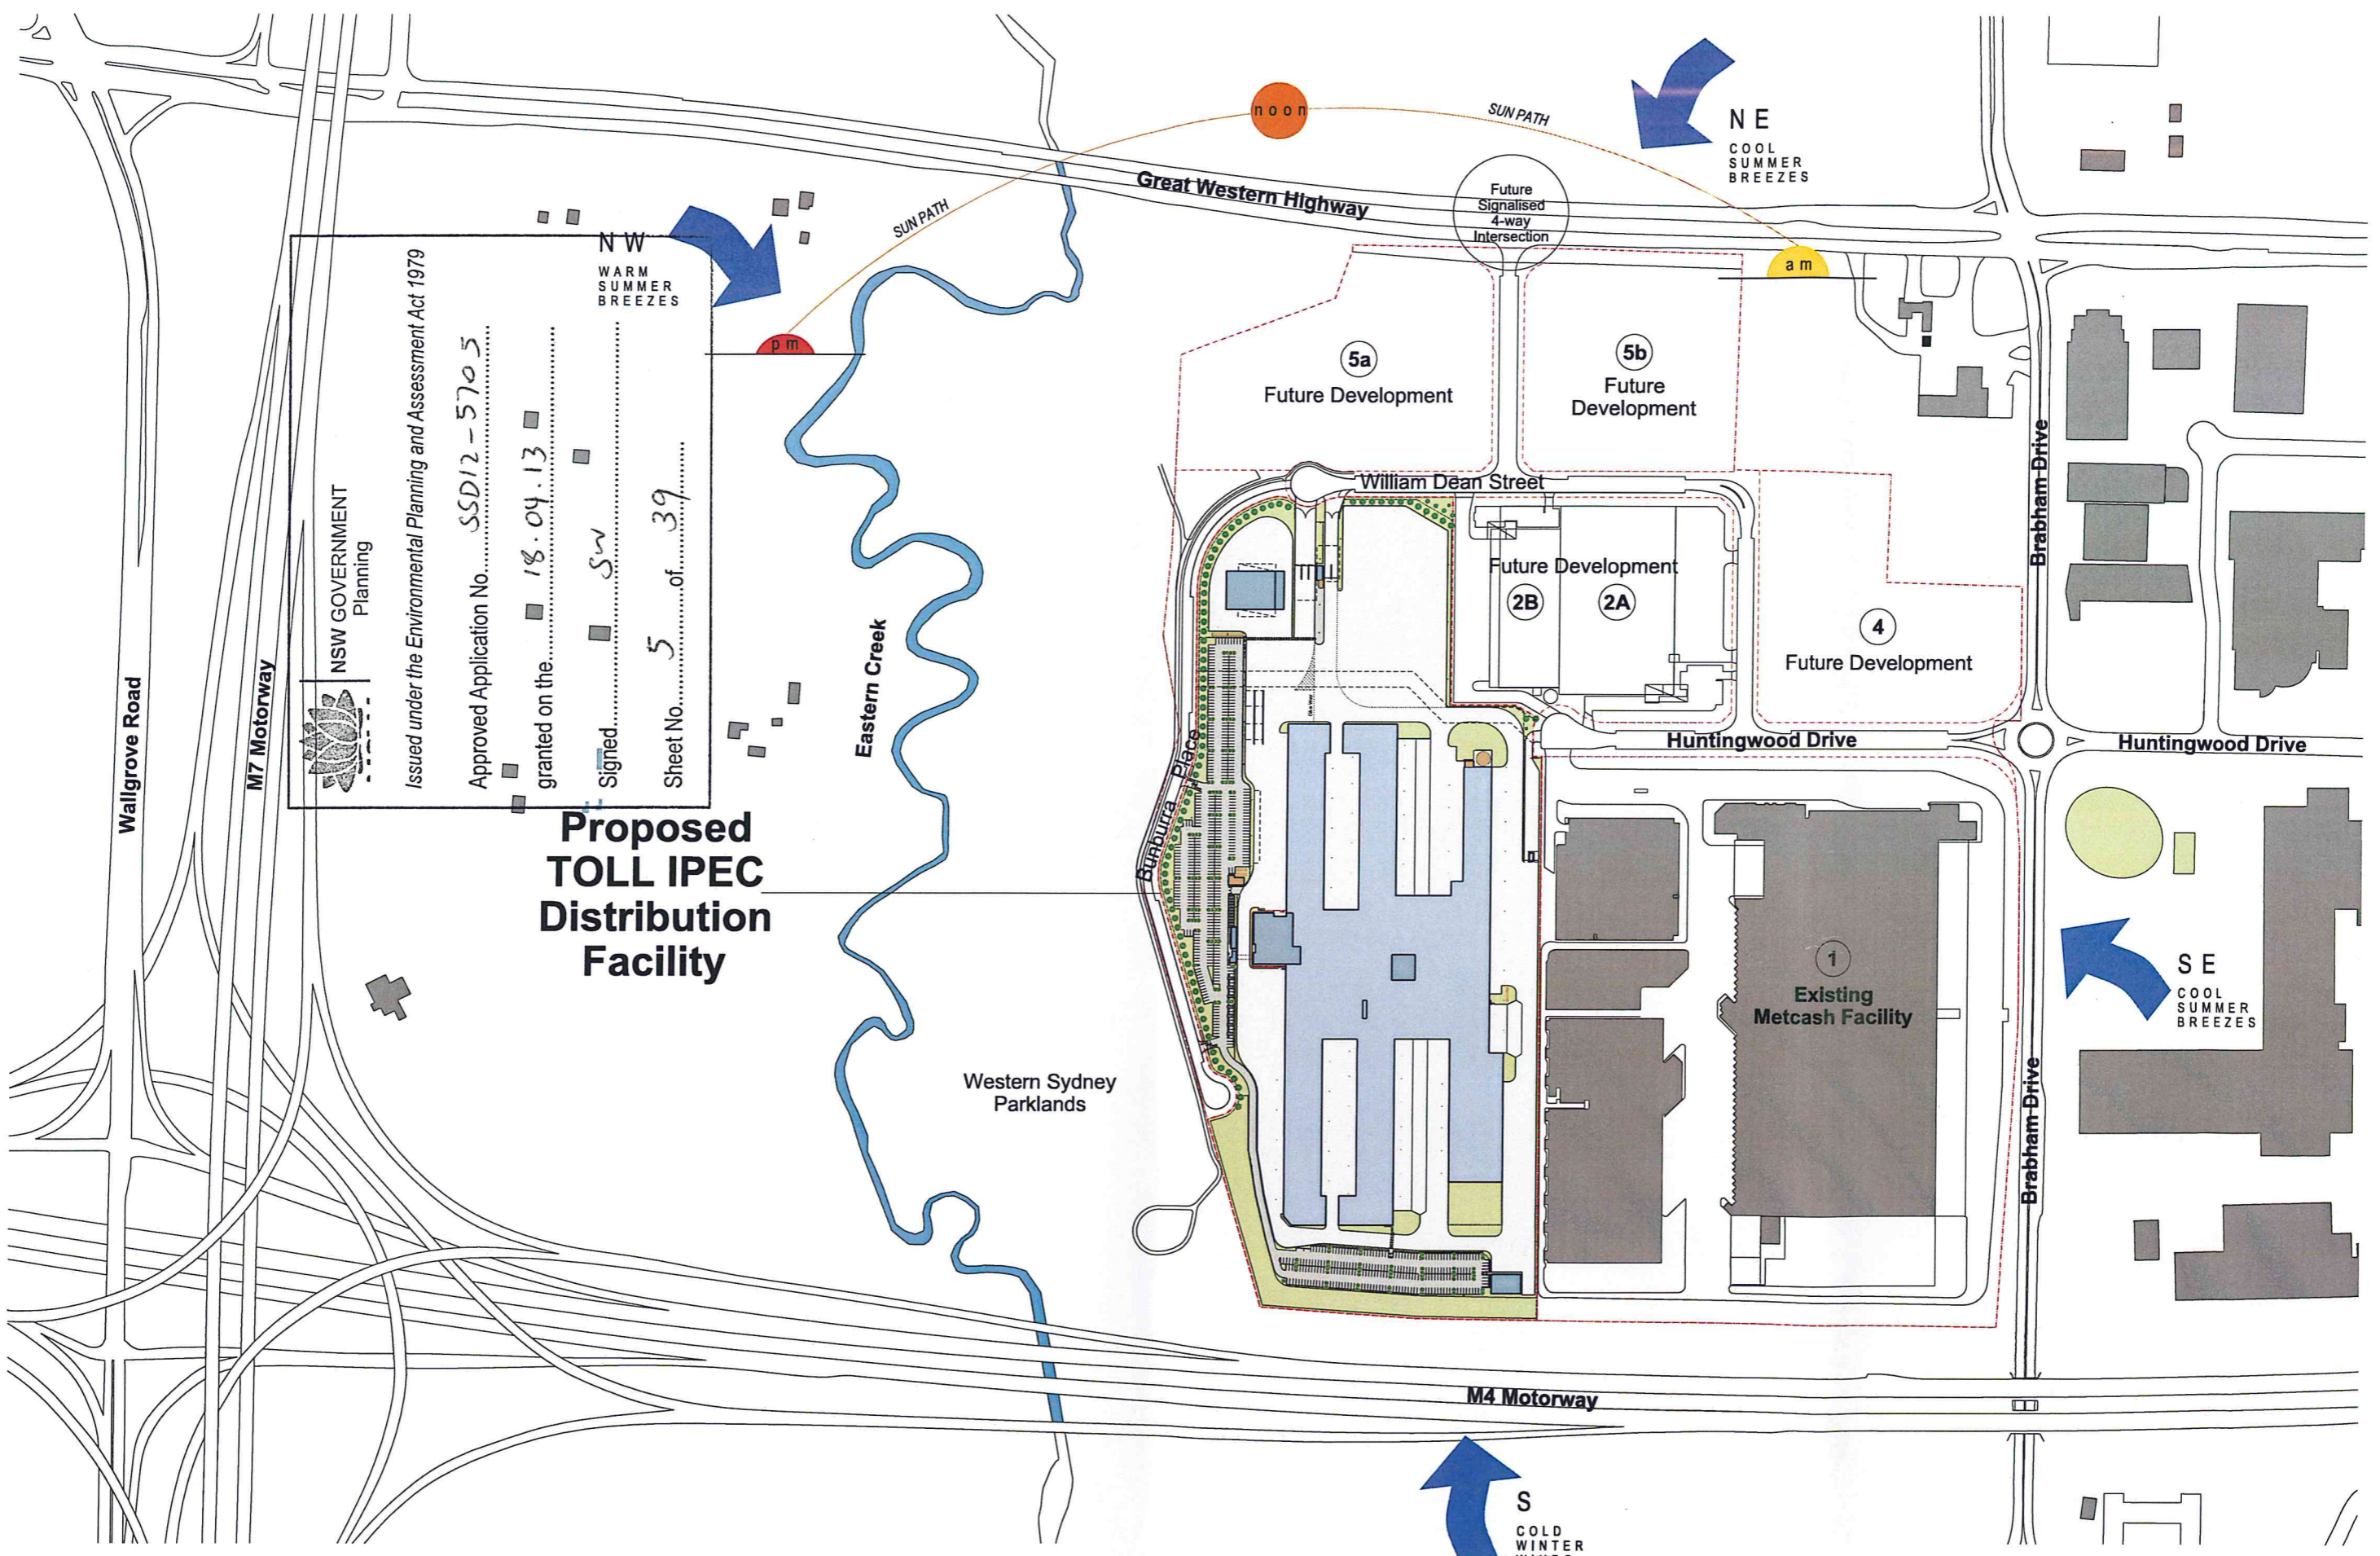 noon
SUN PATH
SUN PATH
am
pm
N E
COOL
SUMMER
BREEZES
N W
WARM
SUMMER
BREEZES
Great Western Highway
Future
Signalised
4-way
Intersection
NSW GOVERNMENT
Planning
Issued under the Environmental Planning and Assessment Act 1979
Approved Application No. SSD12-5705
granted on the 18.04.13
Signed SW
Sheet No. 5 of 39
5a
Future Development
5b
Future
Development
William Dean Street
Future Development
2B
2A
4
Future Development
Brabham Drive
Huntingwood Drive
Huntingwood Drive
Wallgrove Road
M7 Motorway
Eastern Creek
Bunburra Place
Proposed
TOLL IPEC
Distribution
Facility
1
Existing
Metcash Facility
S E
COOL
SUMMER
BREEZES
Western Sydney
Parklands
Brabham Drive
M4 Motorway
S
COLD
WINTER